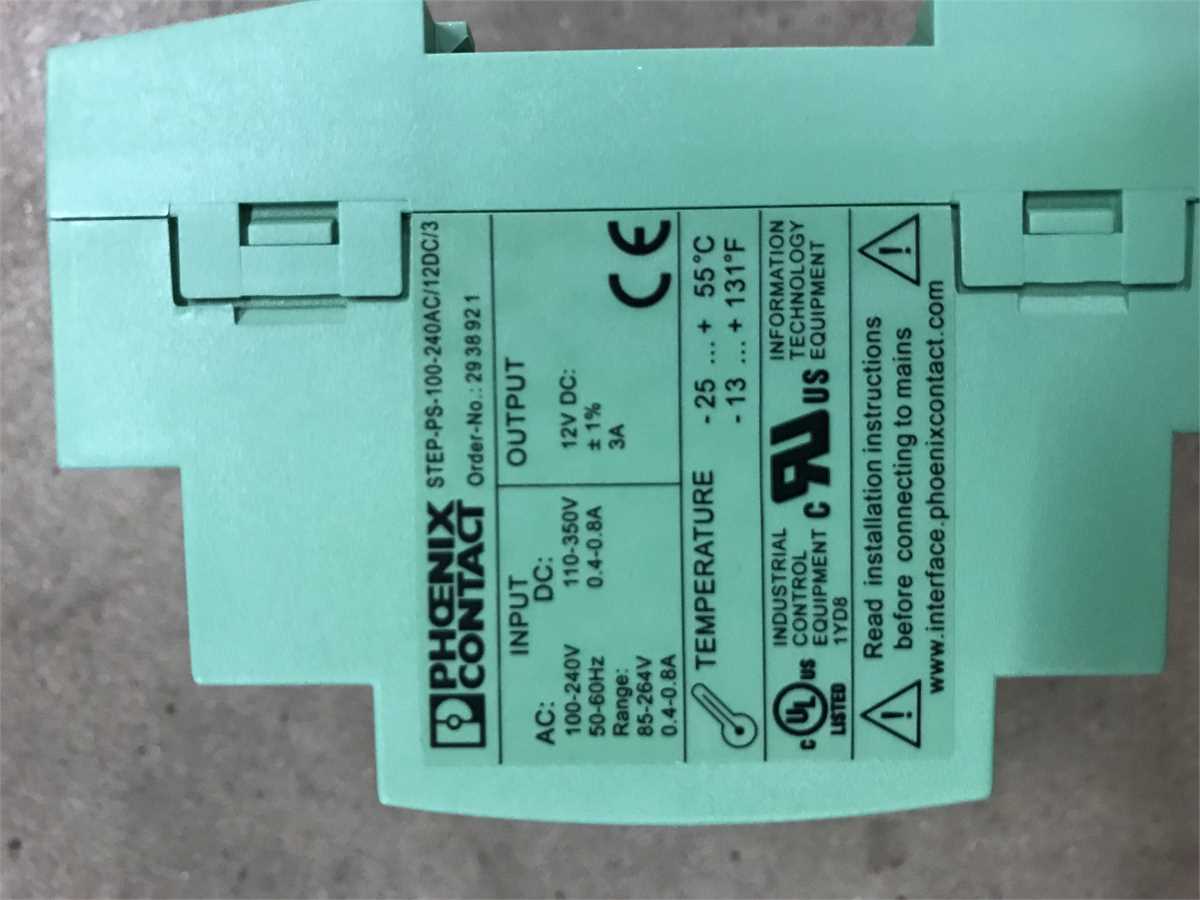 PHŒNIX
CONTACT
STEP-PS-100-240AC/12DC/3
Order-No.: 29 38 92 1
INPUT
AC:
100-240V
50-60Hz
Range:
85-264V
0.4-0.8A
DC:
110-350V
0.4-0.8A
OUTPUT
12V DC:
± 1%
3A
CE
TEMPERATURE
- 25 ... + 55°C
- 13 ... + 131°F
C UL US
LISTED
INDUSTRIAL
CONTROL
EQUIPMENT
1YD8
C RU US
INFORMATION
TECHNOLOGY
EQUIPMENT
Read installation instructions
before connecting to mains
www.interface.phoenixcontact.com